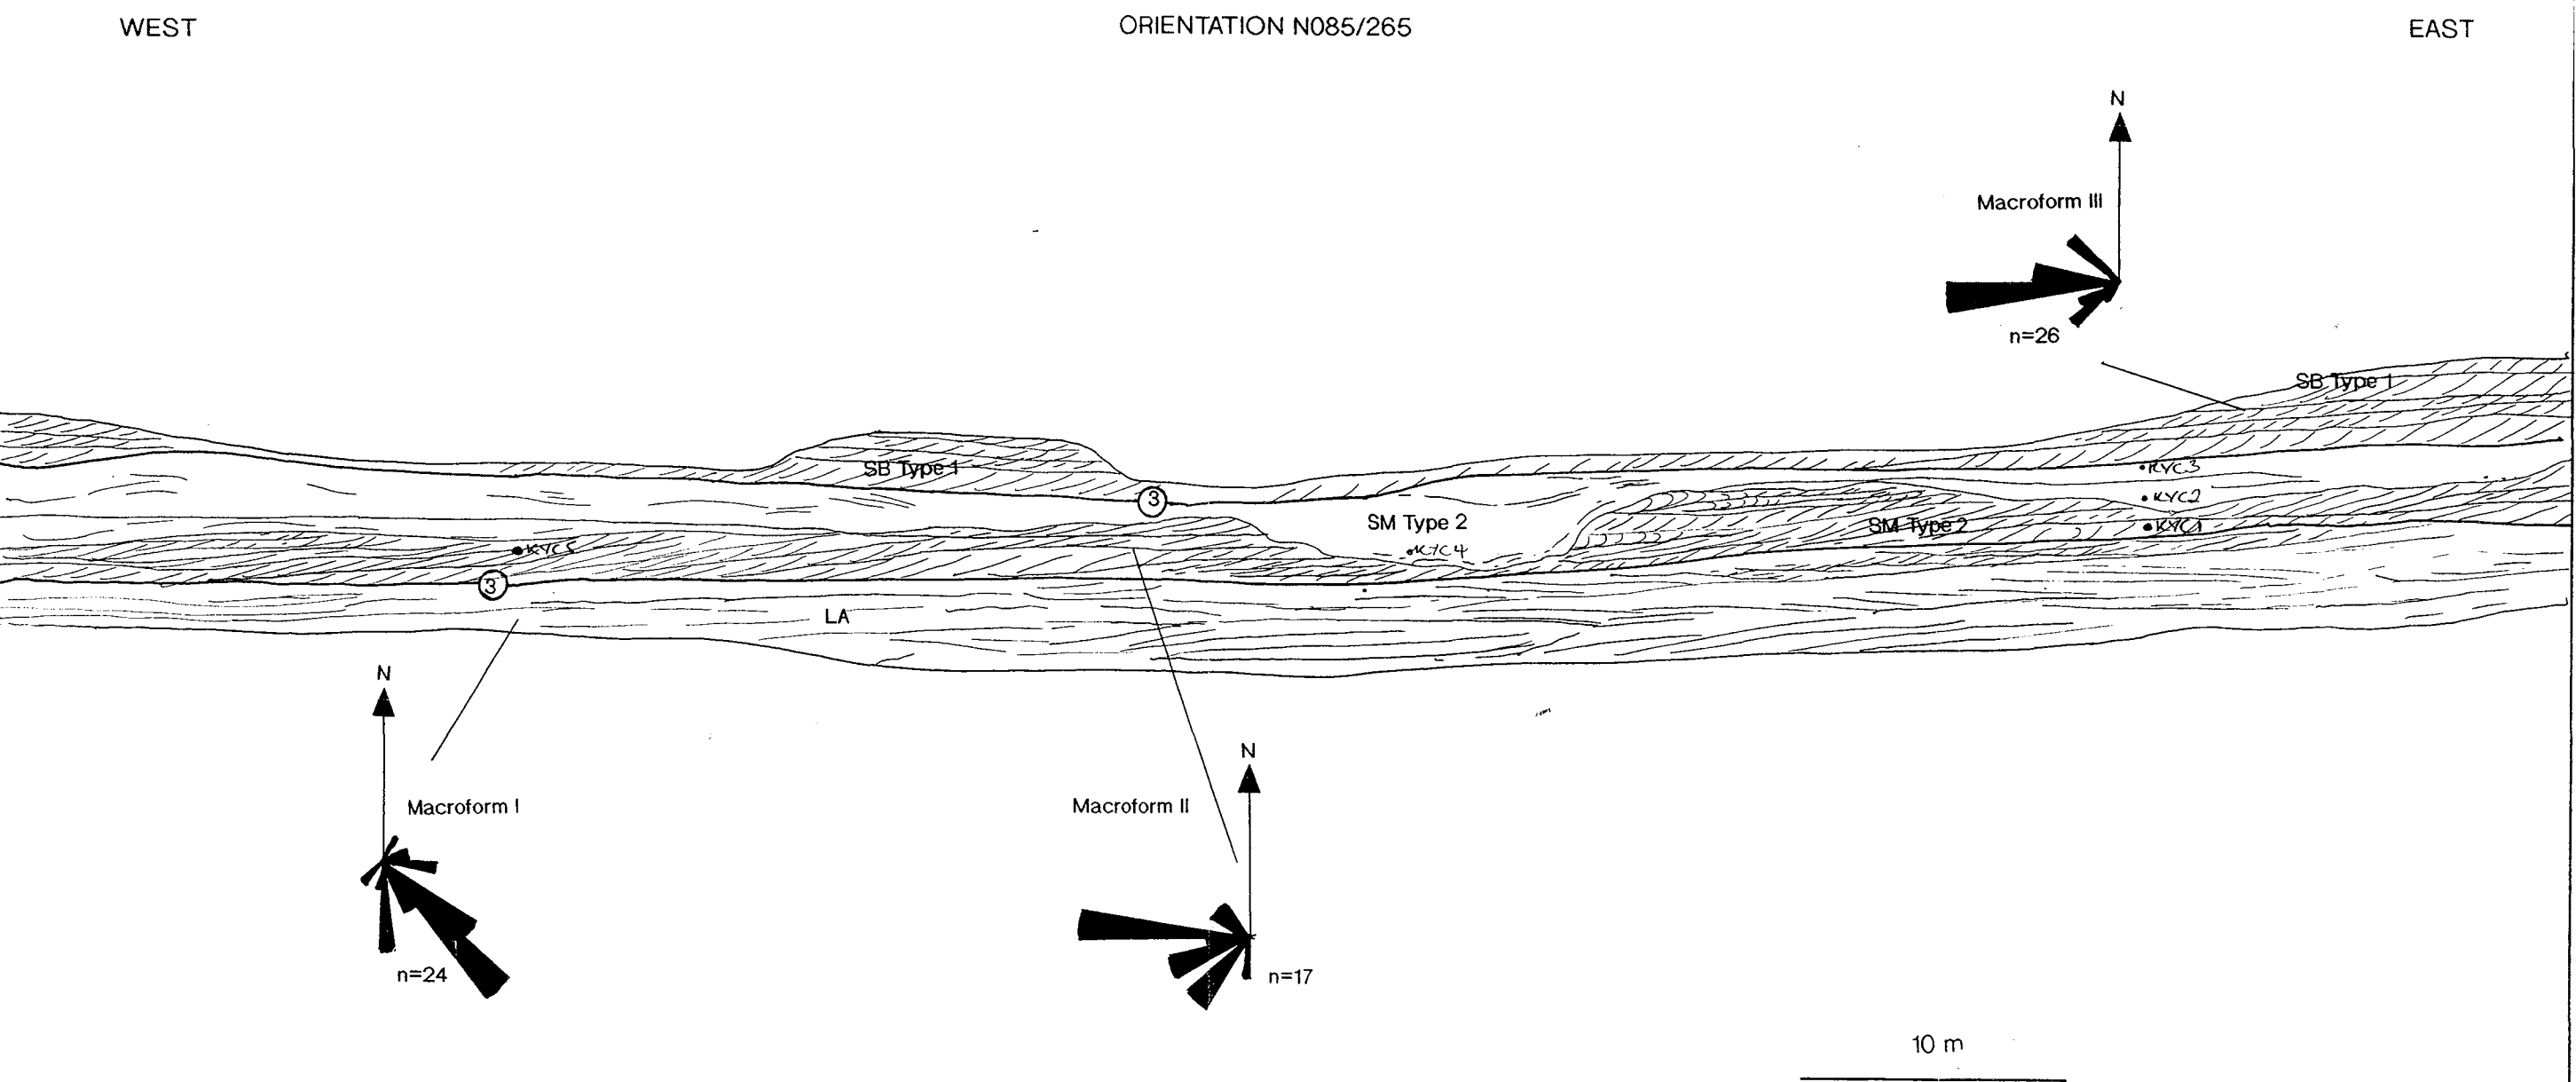 WEST
ORIENTATION N085/265
EAST
N
Macroform III
n=26
SB Type 1
SB Type 1
3
KYC3
KYC2
SM Type 2
SM Type 2
KYC1
KYC4
KYC5
3
LA
N
Macroform I
n=24
N
Macroform II
n=17
10 m